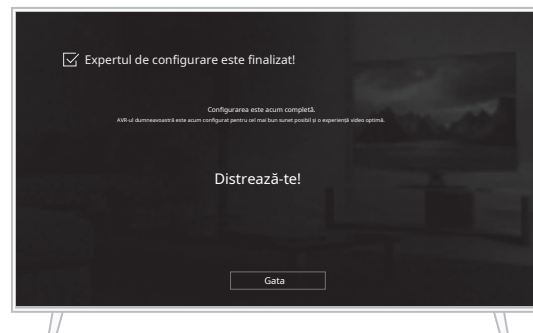 Expertul de configurare este finalizat!
Configurarea este acum completă.
AVR-ul dumneavoastră este acum configurat pentru cel mai bun sunet posibil și o experiență video optimă.
Distrează-te!
Gata